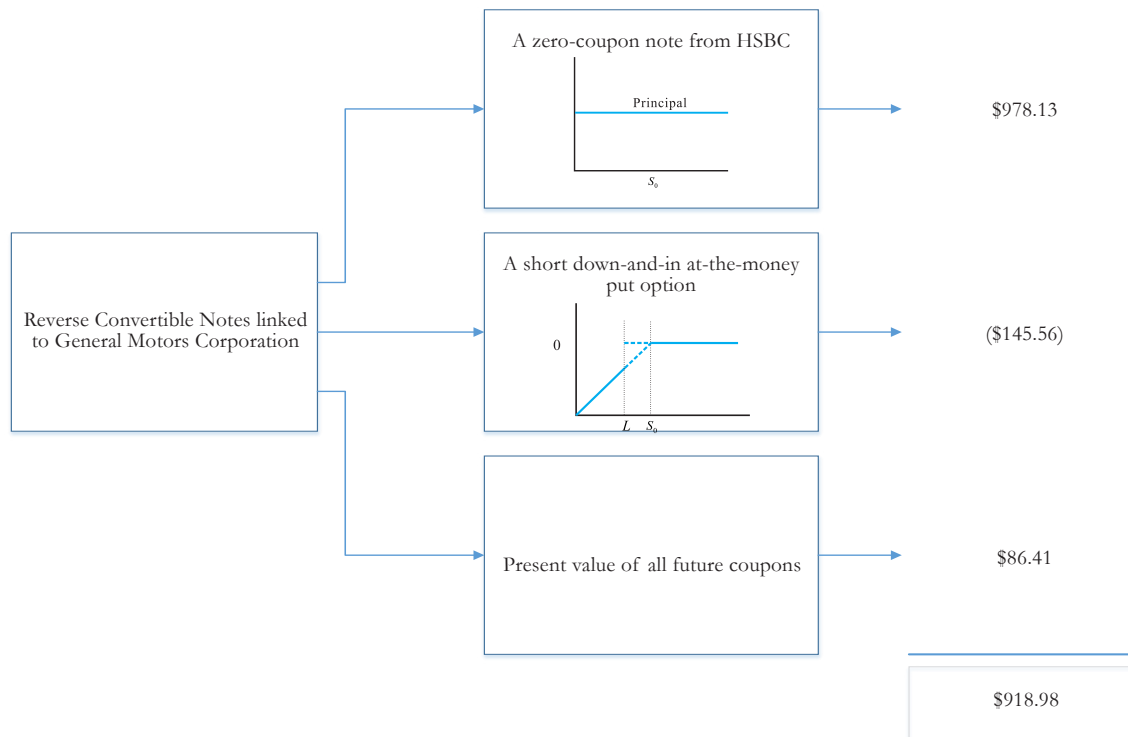 A zero-coupon note from HSBC
Principal
S₀
$978.13
Reverse Convertible Notes linked
to General Motors Corporation
A short down-and-in at-the-money
put option
0
L S₀
($145.56)
Present value of all future coupons
$86.41
$918.98